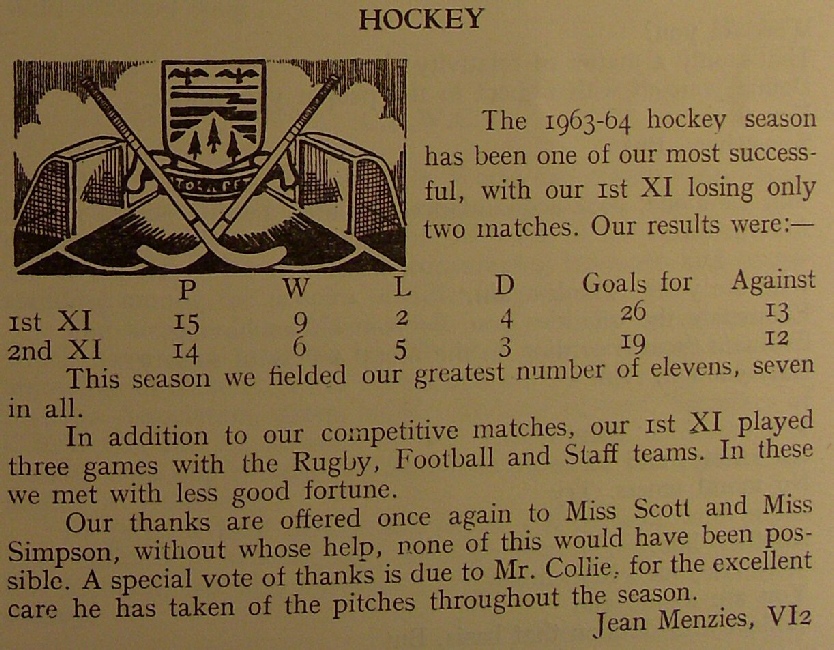 HOCKEY
The 1963-64 hockey season
has been one of our most success-
ful, with our 1st XI losing only
two matches. Our results were:—
P W L D Goals for Against
1st XI 15 9 2 4 26 13
2nd XI 14 6 5 3 19 12
This season we fielded our greatest number of elevens, seven
in all.
In addition to our competitive matches, our 1st XI played
three games with the Rugby, Football and Staff teams. In these
we met with less good fortune.
Our thanks are offered once again to Miss Scott and Miss
Simpson, without whose help, none of this would have been pos-
sible. A special vote of thanks is due to Mr. Collie, for the excellent
care he has taken of the pitches throughout the season.
Jean Menzies, VI2